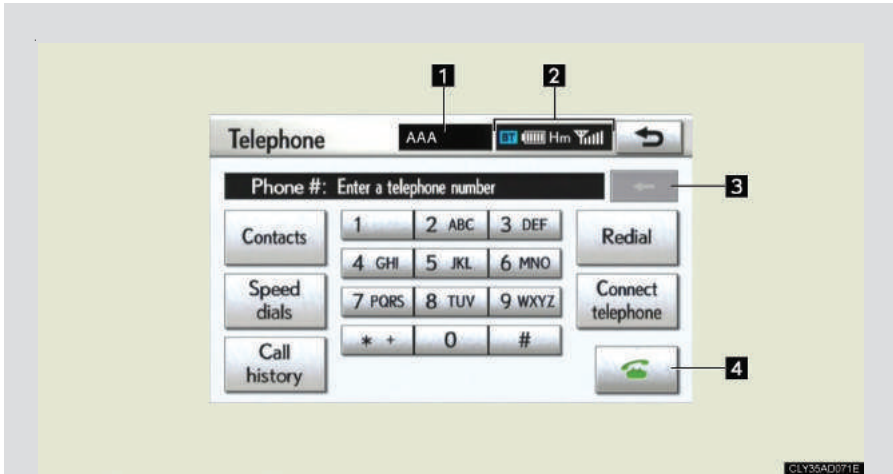 1 2
Telephone AAA BT Hm
Phone #: Enter a telephone number 3
Contacts 1 2 ABC 3 DEF Redial
4 GHI 5 JKL 6 MNO
Speed dials 7 PQRS 8 TUV 9 WXYZ Connect telephone
* + 0 #
Call history 4
CLY35AD071E